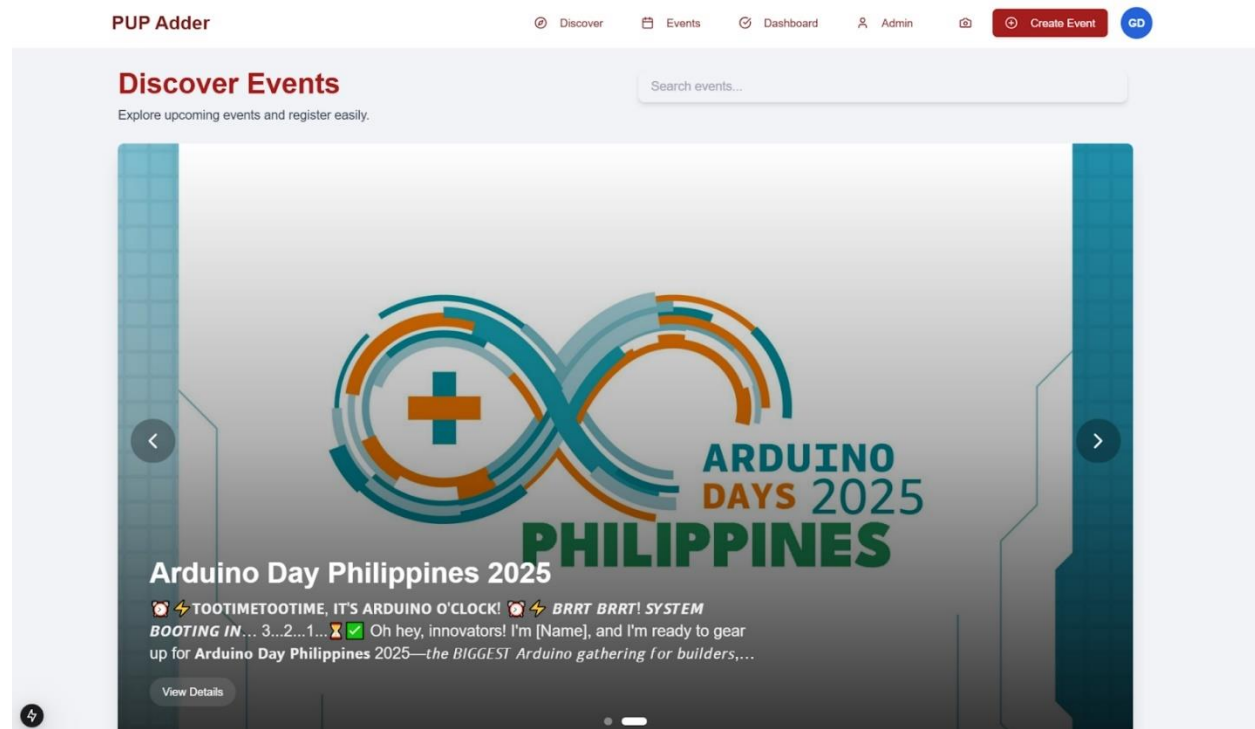 PUP Adder
Discover
Events
Dashboard
Admin
Create Event
GD
Discover Events
Search events...
Explore upcoming events and register easily.
ARDUINO
DAYS 2025
PHILIPPINES
Arduino Day Philippines 2025
⏰⚡TOOTIMETOOTIME, IT'S ARDUINO O'CLOCK! ⏰⚡ BRRT BRRT! SYSTEM
BOOTING IN… 3...2...1...⏳✅ Oh hey, innovators! I'm [Name], and I'm ready to gear
up for Arduino Day Philippines 2025—the BIGGEST Arduino gathering for builders,…
View Details